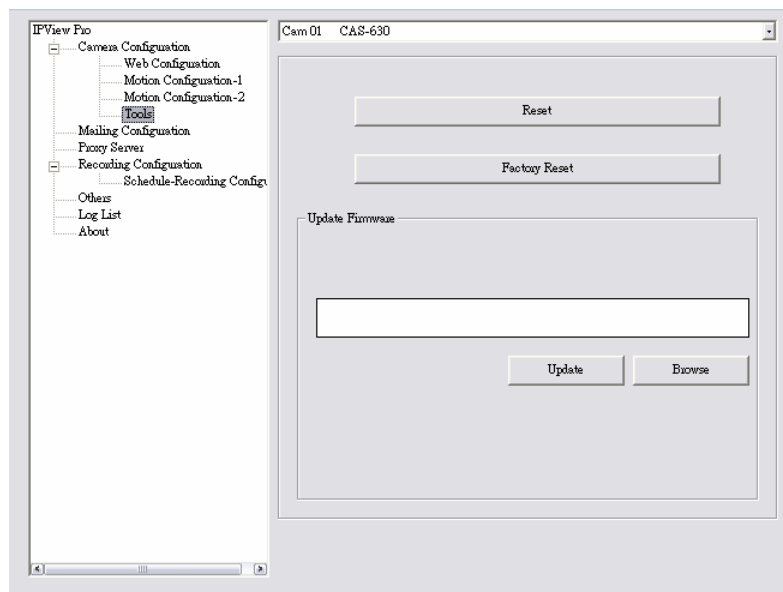 IPView Pro
Camera Configuration
Web Configuration
Motion Configuration-1
Motion Configuration-2
Tools
Mailing Configuration
Proxy Server
Recording Configuration
Schedule-Recording Configu
Others
Log List
About
Cam 01 CAS-630
Reset
Factory Reset
Update Firmware
Update
Browse